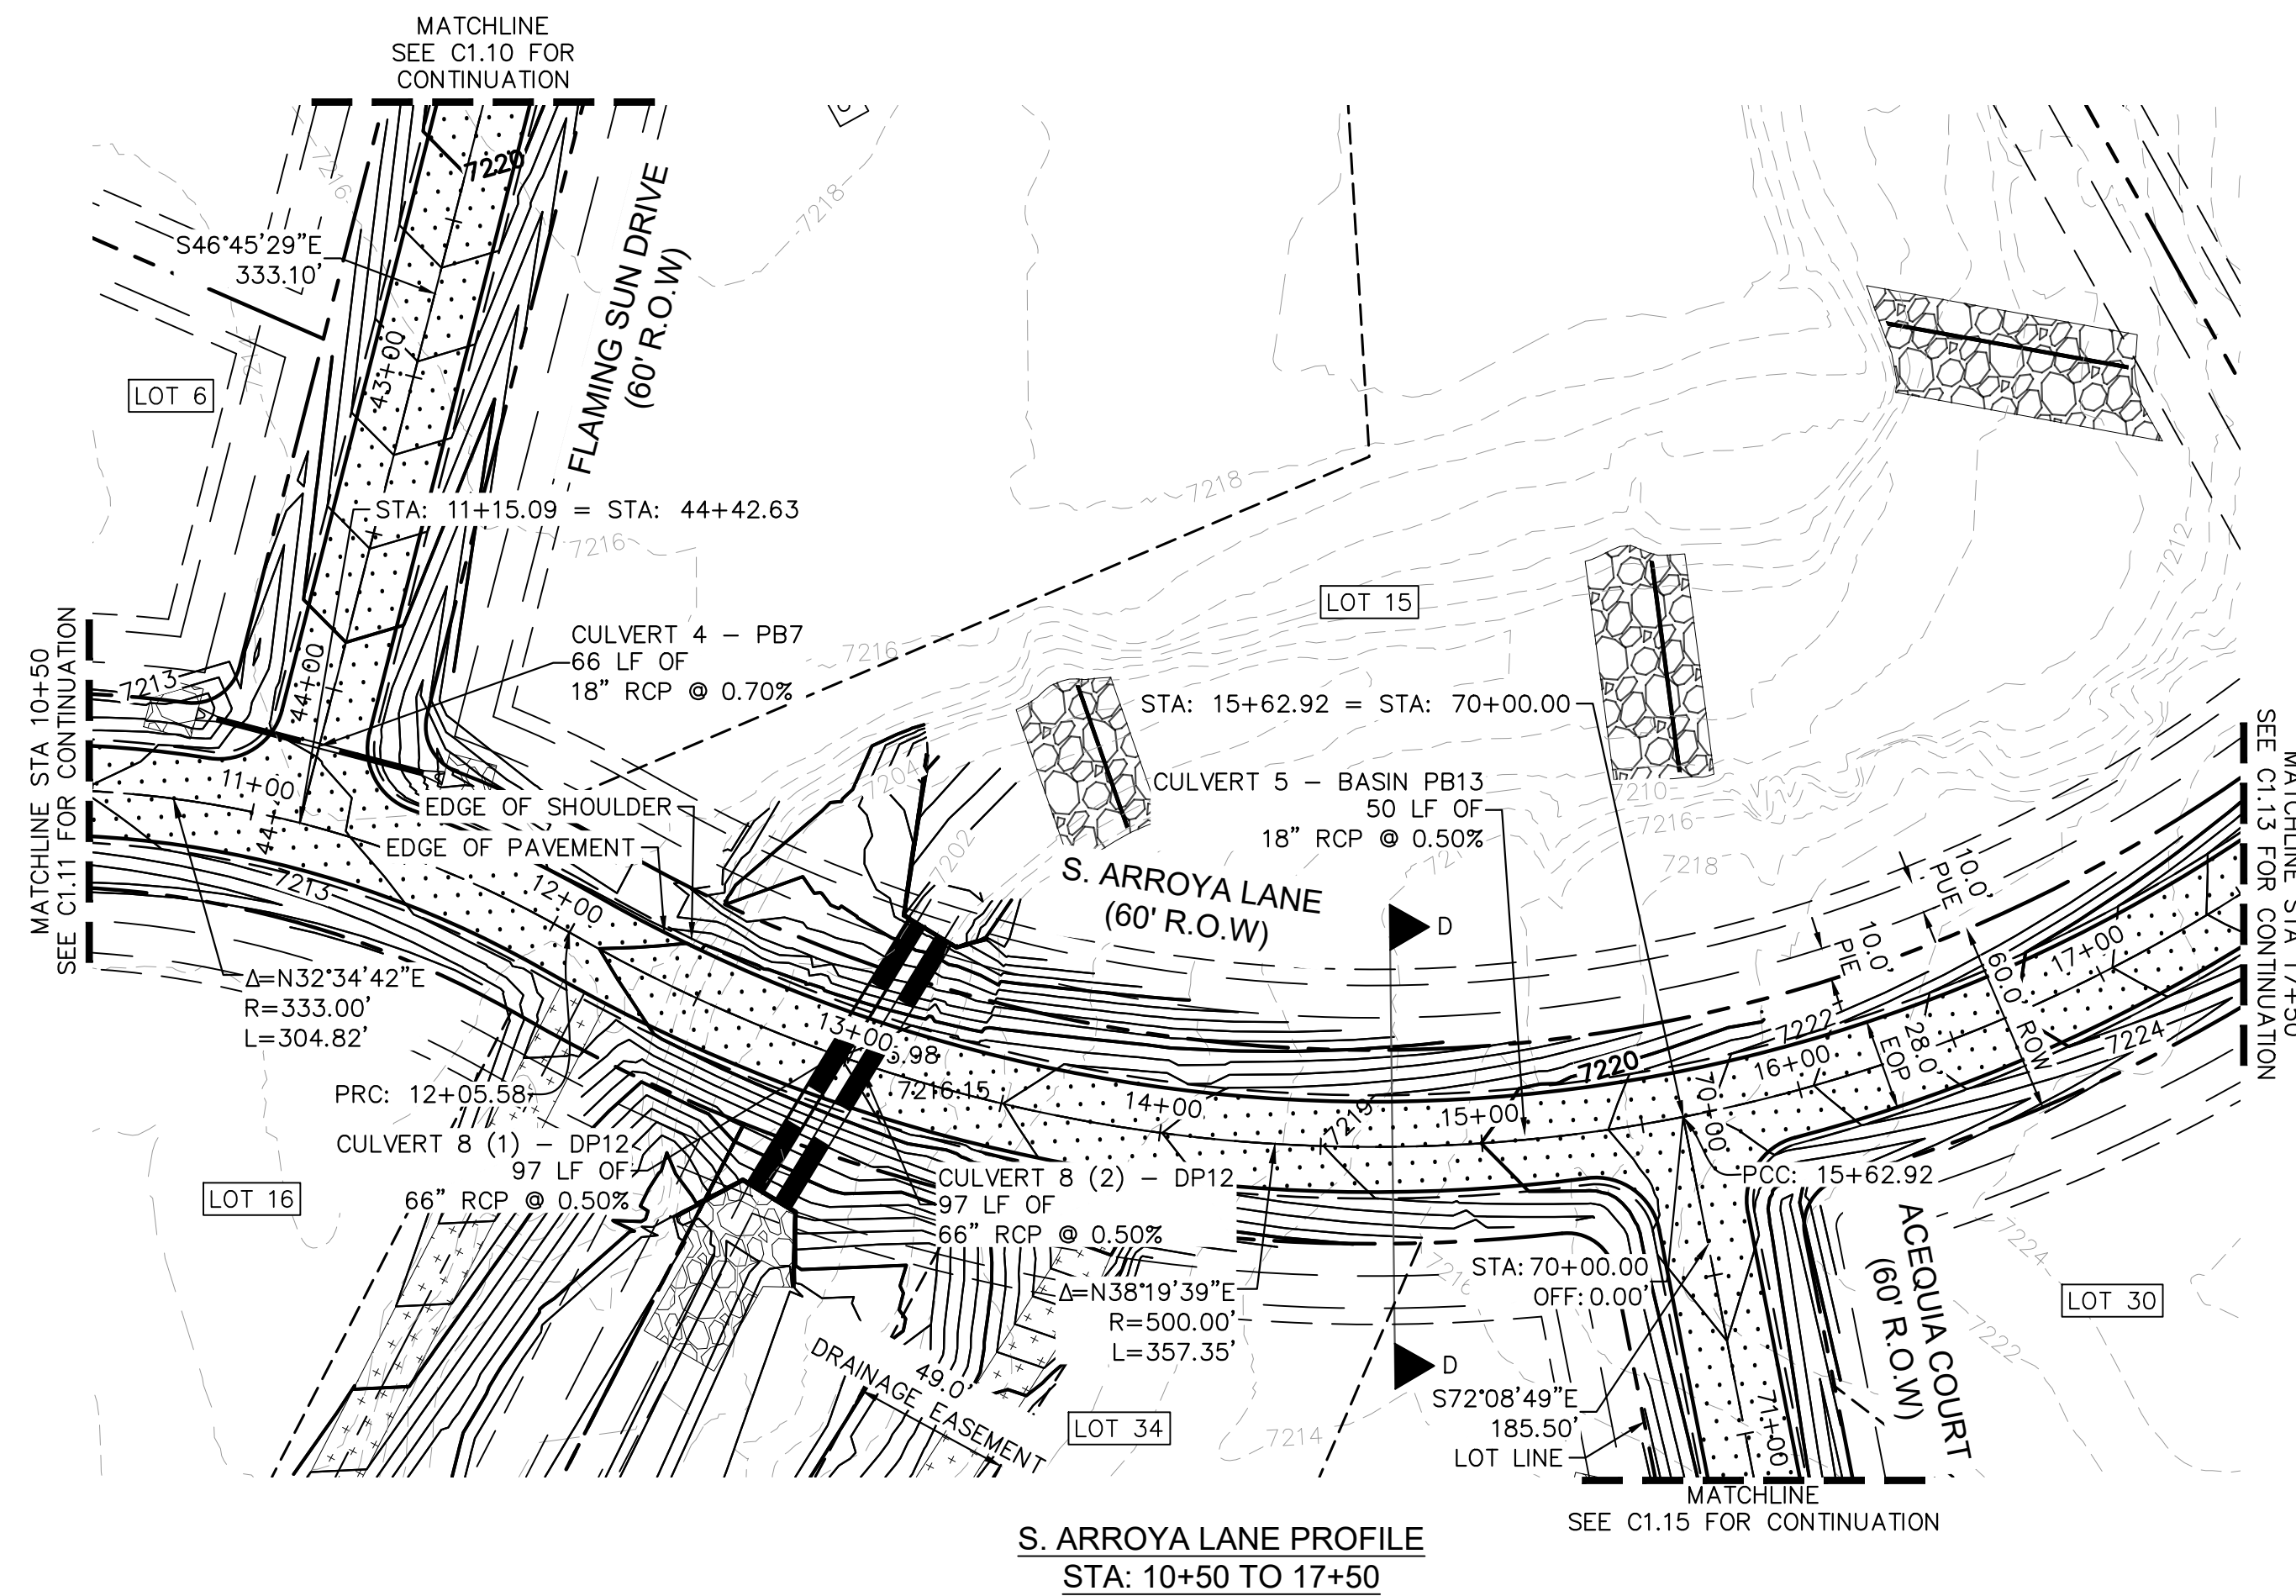 MATCHLINE
SEE C1.10 FOR
CONTINUATION
7216
7220
7218
S46°45'29"E
333.10'
FLAMING SUN DRIVE
(60' R.O.W)
43+00
LOT 6
7218
7212
STA: 11+15.09 = STA: 44+42.63
7216
LOT 15
MATCHLINE STA 10+50
SEE C1.11 FOR CONTINUATION
CULVERT 4 - PB7
66 LF OF
18" RCP @ 0.70%
7216
7213
44+00
STA: 15+62.92 = STA: 70+00.00
MATCHLINE STA 17+50
SEE C1.13 FOR CONTINUATION
11+00
7204
CULVERT 5 - BASIN PB13
50 LF OF
18" RCP @ 0.50%
7210
7216
7218
EDGE OF SHOULDER
EDGE OF PAVEMENT
7202
7213
12+00
S. ARROYA LANE
(60' R.O.W)
D
10.0'
PUE
10.0'
PIE
17+00
60.0'
ROW
Δ=N32°34'42"E
R=333.00'
L=304.82'
13+00
7222
7224
28.0'
EOP
16+00
7220
PRC: 12+05.58
7216.15
14+00
7219
15+00
70+00
CULVERT 8 (1) - DP12
97 LF OF
66" RCP @ 0.50%
CULVERT 8 (2) - DP12
97 LF OF
66" RCP @ 0.50%
PCC: 15+62.92
LOT 16
ACEQUIA COURT
(60' R.O.W)
7224
STA: 70+00.00
OFF: 0.00'
Δ=N38°19'39"E
R=500.00'
L=357.35'
LOT 30
7222
DRAINAGE EASEMENT
49.0'
D
S72°08'49"E
185.50'
LOT LINE
LOT 34
7214
71+00
MATCHLINE
SEE C1.15 FOR CONTINUATION
S. ARROYA LANE PROFILE
STA: 10+50 TO 17+50